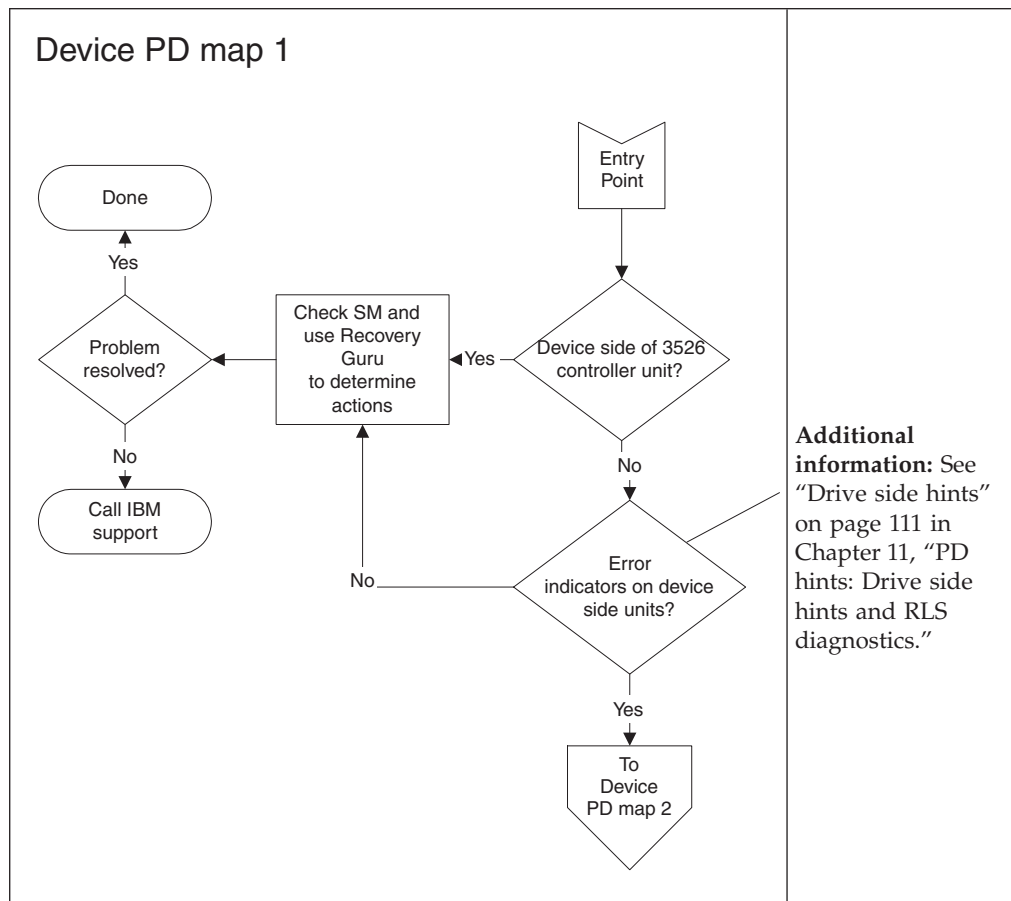 Device PD map 1
Entry
Point
Done
Yes
Problem
resolved?
Check SM and
use Recovery
Guru
to determine
actions
Yes
Device side of 3526
controller unit?
No
Call IBM
support
No
Error
indicators on device
side units?
No
Yes
To
Device
PD map 2
Additional
information: See
“Drive side hints”
on page 111 in
Chapter 11, “PD
hints: Drive side
hints and RLS
diagnostics.”